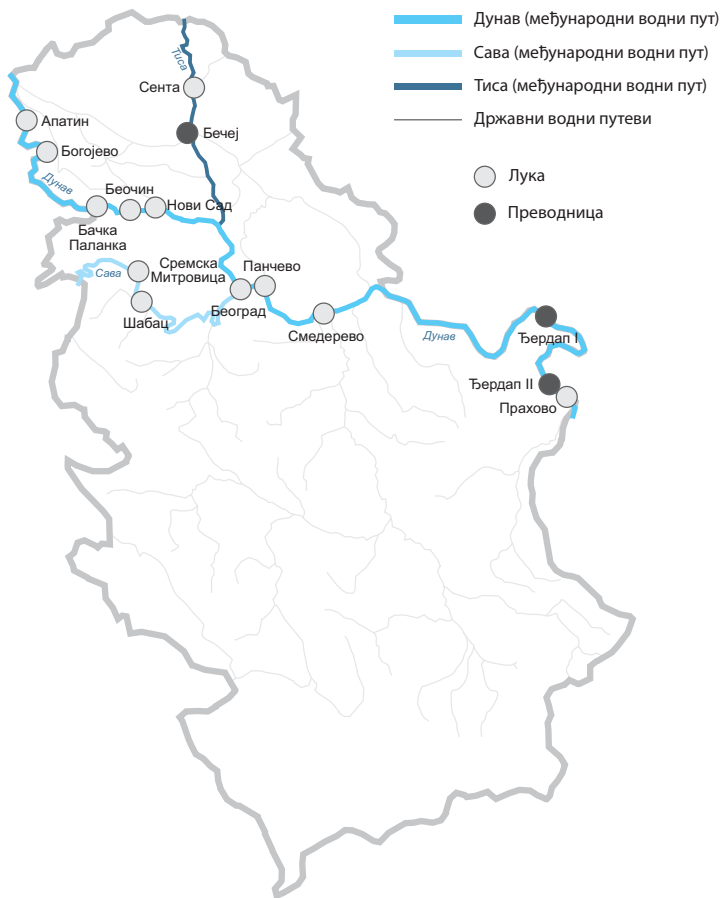 Дунав (међународни водни пут)
Сава (међународни водни пут)
Тиса (међународни водни пут)
Државни водни путеви
Лука
Преводница
Тиса
Сента
Апатин
Бечеј
Богојево
Дунав
Беочин
Нови Сад
Бачка
Паланка
Сремска
Митровица
Панчево
Сава
Београд
Шабац
Смедерево
Дунав
Ђердап I
Ђердап II
Прахово